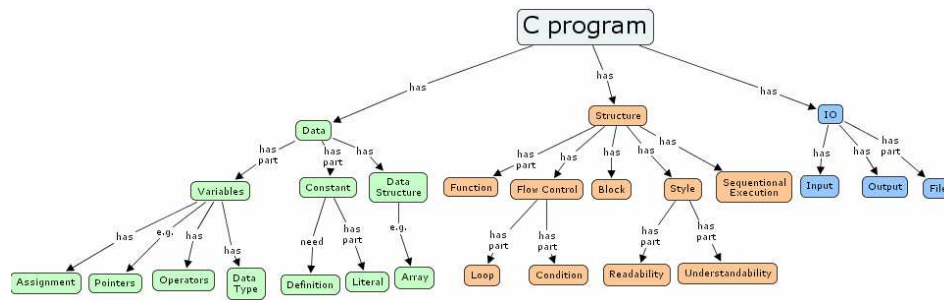 C program
has
has
has
Data
Structure
IO
has
part
has
part
has
has
part
has
has
has
has
has
has
has
part
Variables
Constant
Data
Structure
Function
Flow Control
Block
Style
Sequentional
Execution
Input
Output
File
has
e.g.
has
has
need
has
part
e.g.
has
part
has
part
has
part
has
part
Assignment
Pointers
Operators
Data
Type
Definition
Literal
Array
Loop
Condition
Readability
Understandability